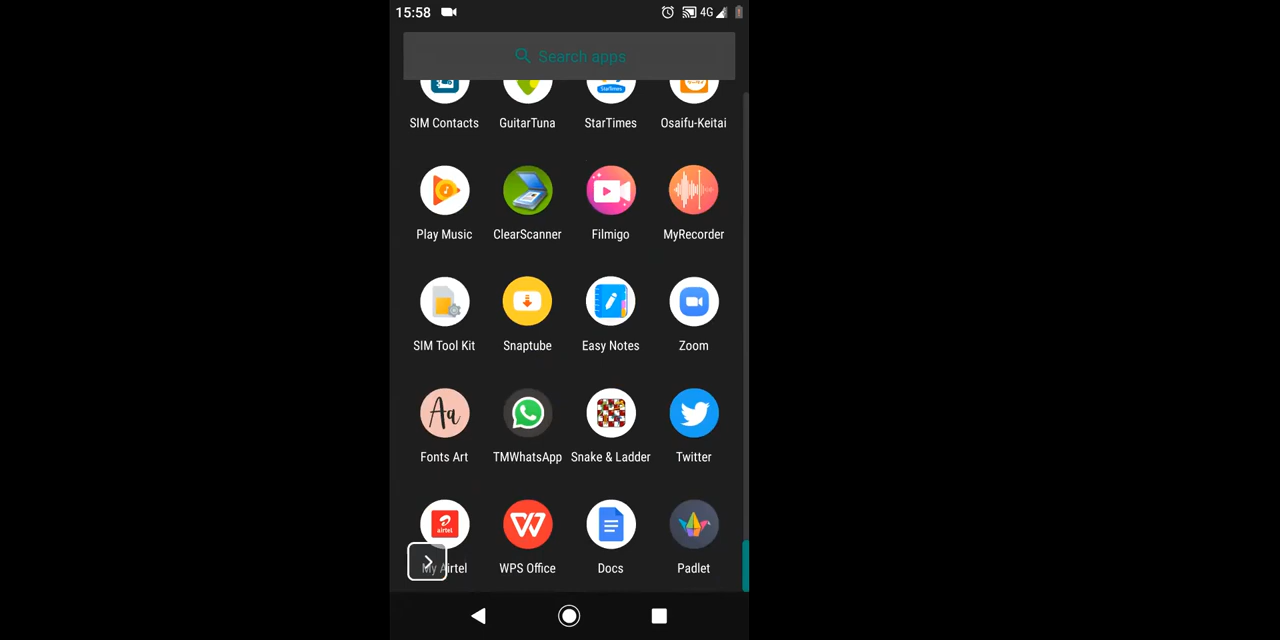 15:58 4G
Search apps
StarTimes
SIM Contacts GuitarTuna StarTimes Osaifu-Keitai
Play Music ClearScanner Filmigo MyRecorder
SIM Tool Kit Snaptube Easy Notes Zoom
Aa
Fonts Art TMWhatsApp Snake & Ladder Twitter
airtel
My Airtel WPS Office Docs Padlet